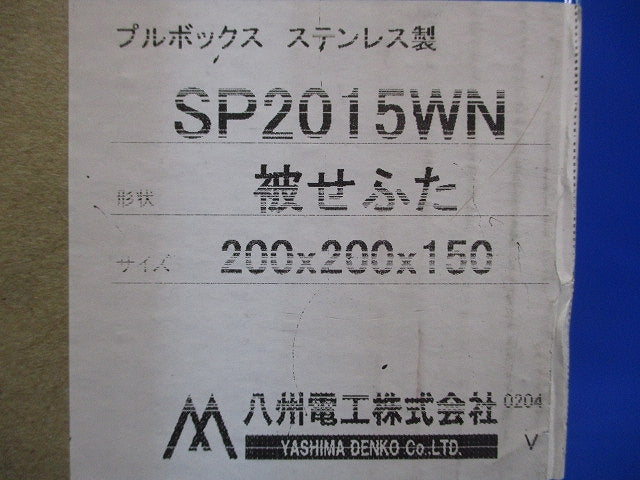 プルボックス ステンレス製
SP2015WN
形状 被せふた
サイズ 200x200x150
八州電工株式会社 0204
YASHIMA DENKO Co.LTD. V